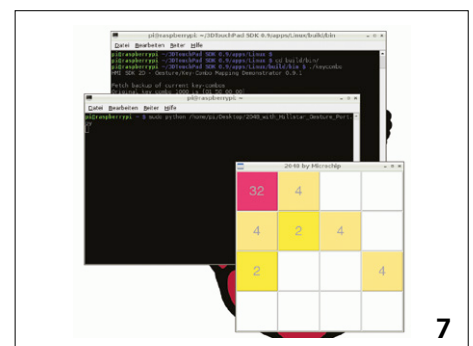 pi@raspberrypi: ~/3DTouchPad SDK 0.9/apps/Linux/build/bin
Datei Bearbeiten Reiter Hilfe
pi@raspberrypi ~/3DTouchPad SDK 0.9/apps/Linux $
pi@raspberrypi ~/3DTouchPad SDK 0.9/apps/Linux $ cd build/bin/
pi@raspberrypi ~/3DTouchPad SDK 0.9/apps/Linux/build/bin $ ./keycombo
HMI SDK 2D - Gesture/Key-Combo Mapping Demonstrator 0.9.1
Fetch backup of current key-combos
pi@raspberrypi: ~
Datei Bearbeiten Reiter Hilfe
pi@raspberrypi ~ $ sudo python /home/pi/Desktop/2048_with_Hillstar_Gesture_Port.
py
2048 by Microchip
32 4
4 2 4
2 4
7